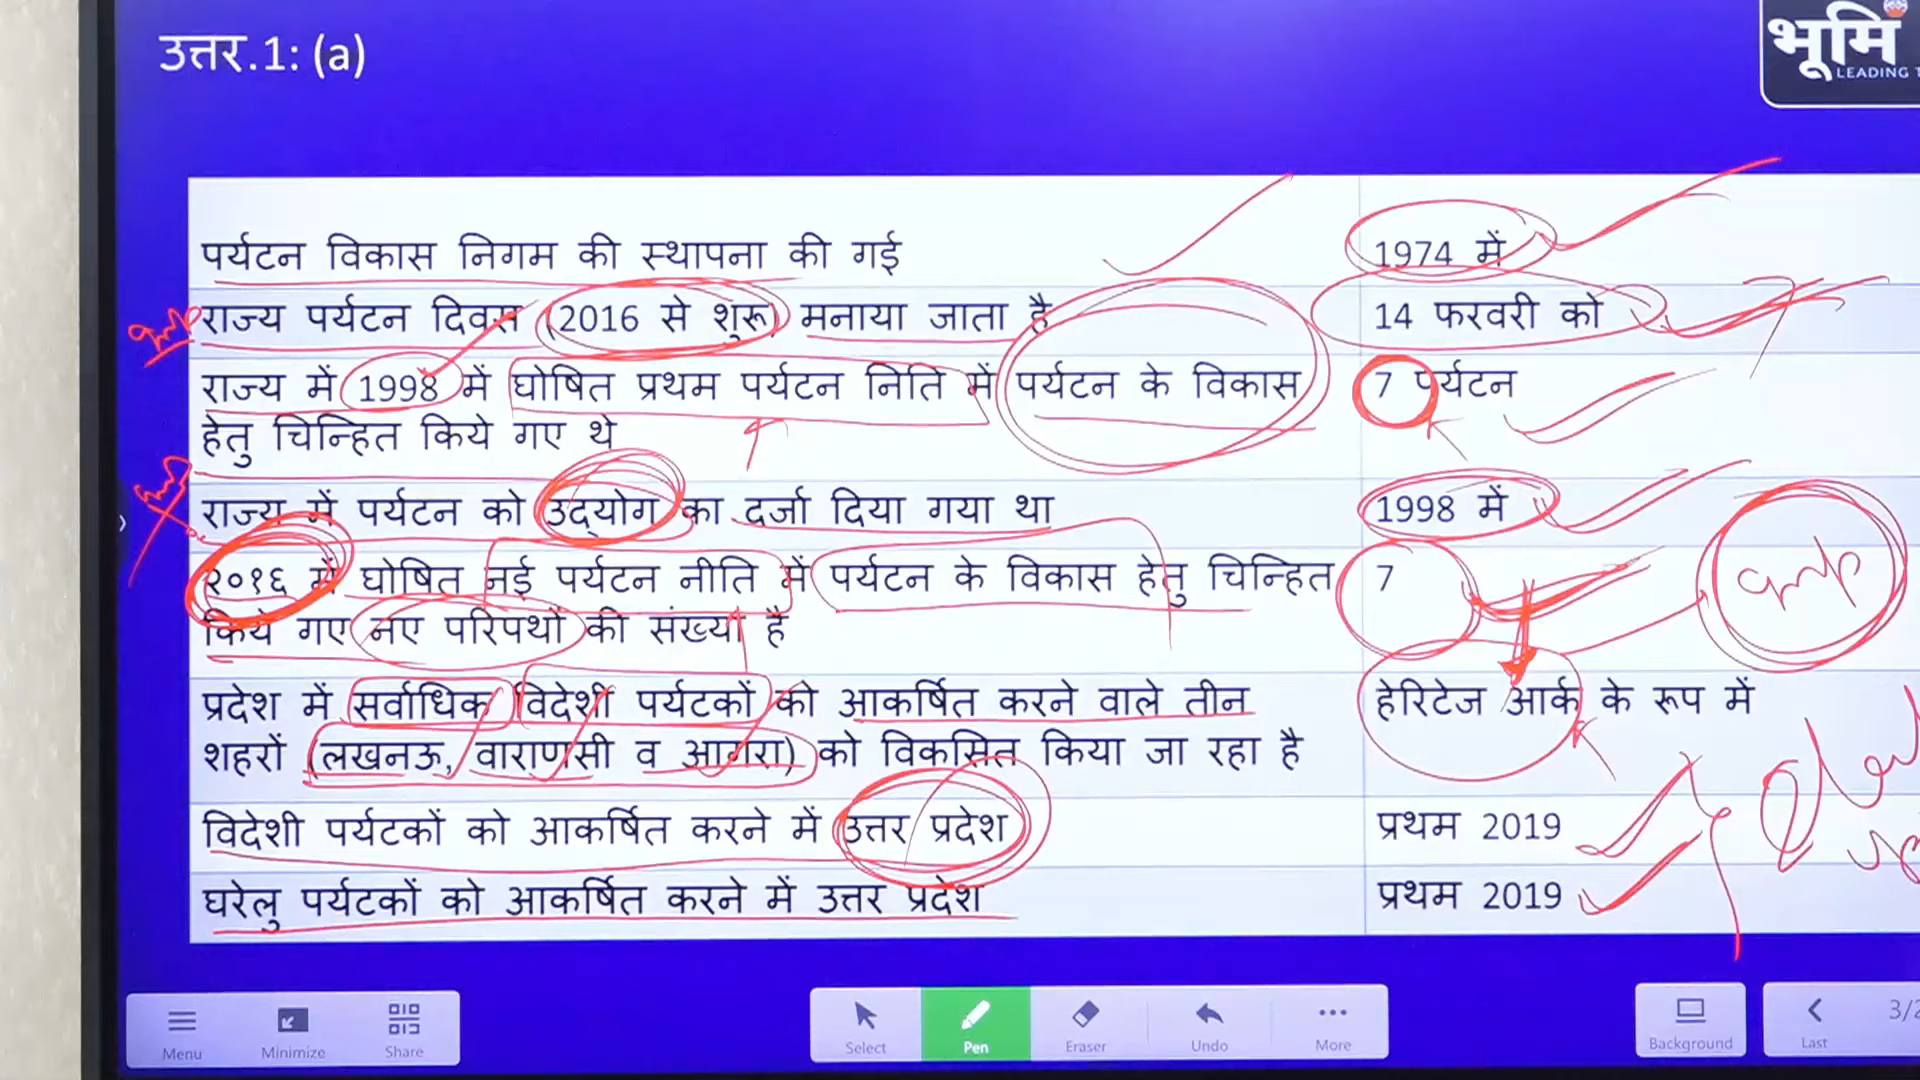 उत्तर.1: (a)
भूमि
LEADING
पर्यटन विकास निगम की स्थापना की गई 1974 में
राज्य पर्यटन दिवस (2016 से शुरू) मनाया जाता है 14 फरवरी को
राज्य में 1998 में घोषित प्रथम पर्यटन निति में पर्यटन के विकास 7 पर्यटन
हेतु चिन्हित किये गए थे
राज्य में पर्यटन को उद्योग का दर्जा दिया गया था 1998 में
२०१६ में घोषित नई पर्यटन नीति में पर्यटन के विकास हेतु चिन्हित 7
किये गए नए परिपथों की संख्या है
प्रदेश में सर्वाधिक विदेशी पर्यटकों को आकर्षित करने वाले तीन हेरिटेज आर्क के रूप में
शहरों (लखनऊ, वाराणसी व आगरा) को विकसित किया जा रहा है
विदेशी पर्यटकों को आकर्षित करने में उत्तर प्रदेश प्रथम 2019
घरेलु पर्यटकों को आकर्षित करने में उत्तर प्रदेश प्रथम 2019
Imp
Imp
Imp
Menu Minimize Share Select Pen Eraser Undo More Background Last